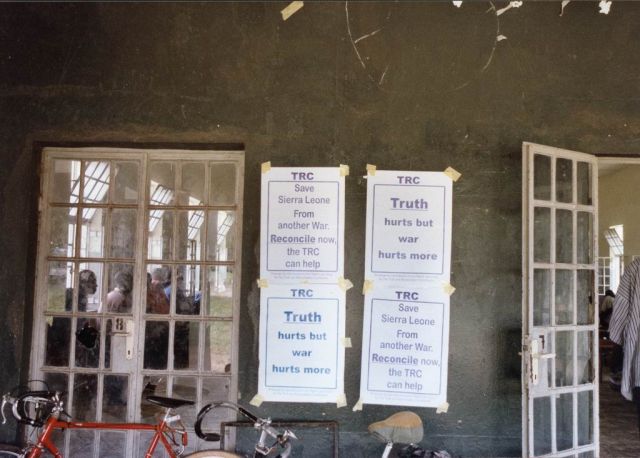 TRC
Save
Sierra Leone
From
another War.
Reconcile now,
the TRC
can help
TRC
Truth
hurts but
war
hurts more
TRC
Truth
hurts but
war
hurts more
TRC
Save
Sierra Leone
From
another War.
Reconcile now,
the TRC
can help
8